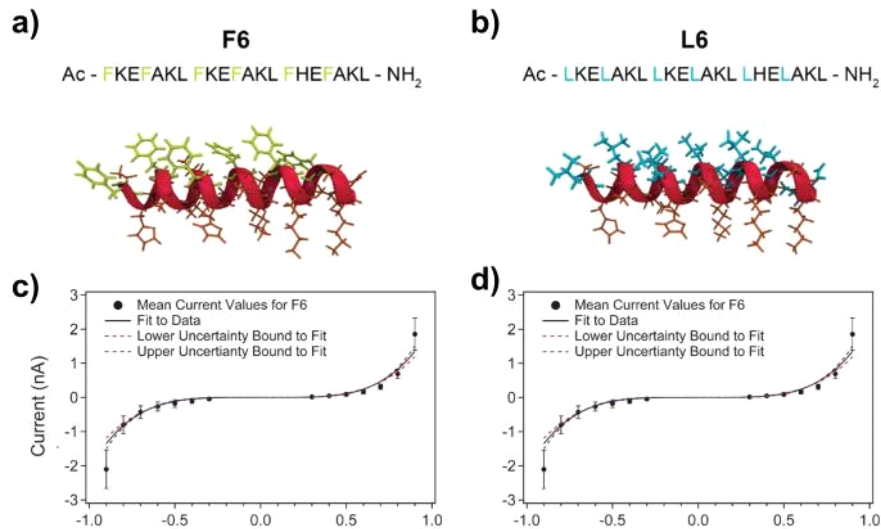 a)
F6
Ac - FKEFAKL FKEFAKL FHEFAKL - NH2
b)
L6
Ac - LKELAKL LKELAKL LHELAKL - NH2
c)
3
2
1
0
-1
-2
-3
Current (nA)
Mean Current Values for F6
Fit to Data
Lower Uncertainty Bound to Fit
Upper Uncertianty Bound to Fit
-1.0
-0.5
0.0
0.5
1.0
d)
3
2
1
0
-1
-2
-3
Mean Current Values for F6
Fit to Data
Lower Uncertainty Bound to Fit
Upper Uncertianty Bound to Fit
-1.0
-0.5
0.0
0.5
1.0